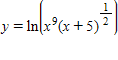 y = ln(x^9(x + 5)^{1/2})